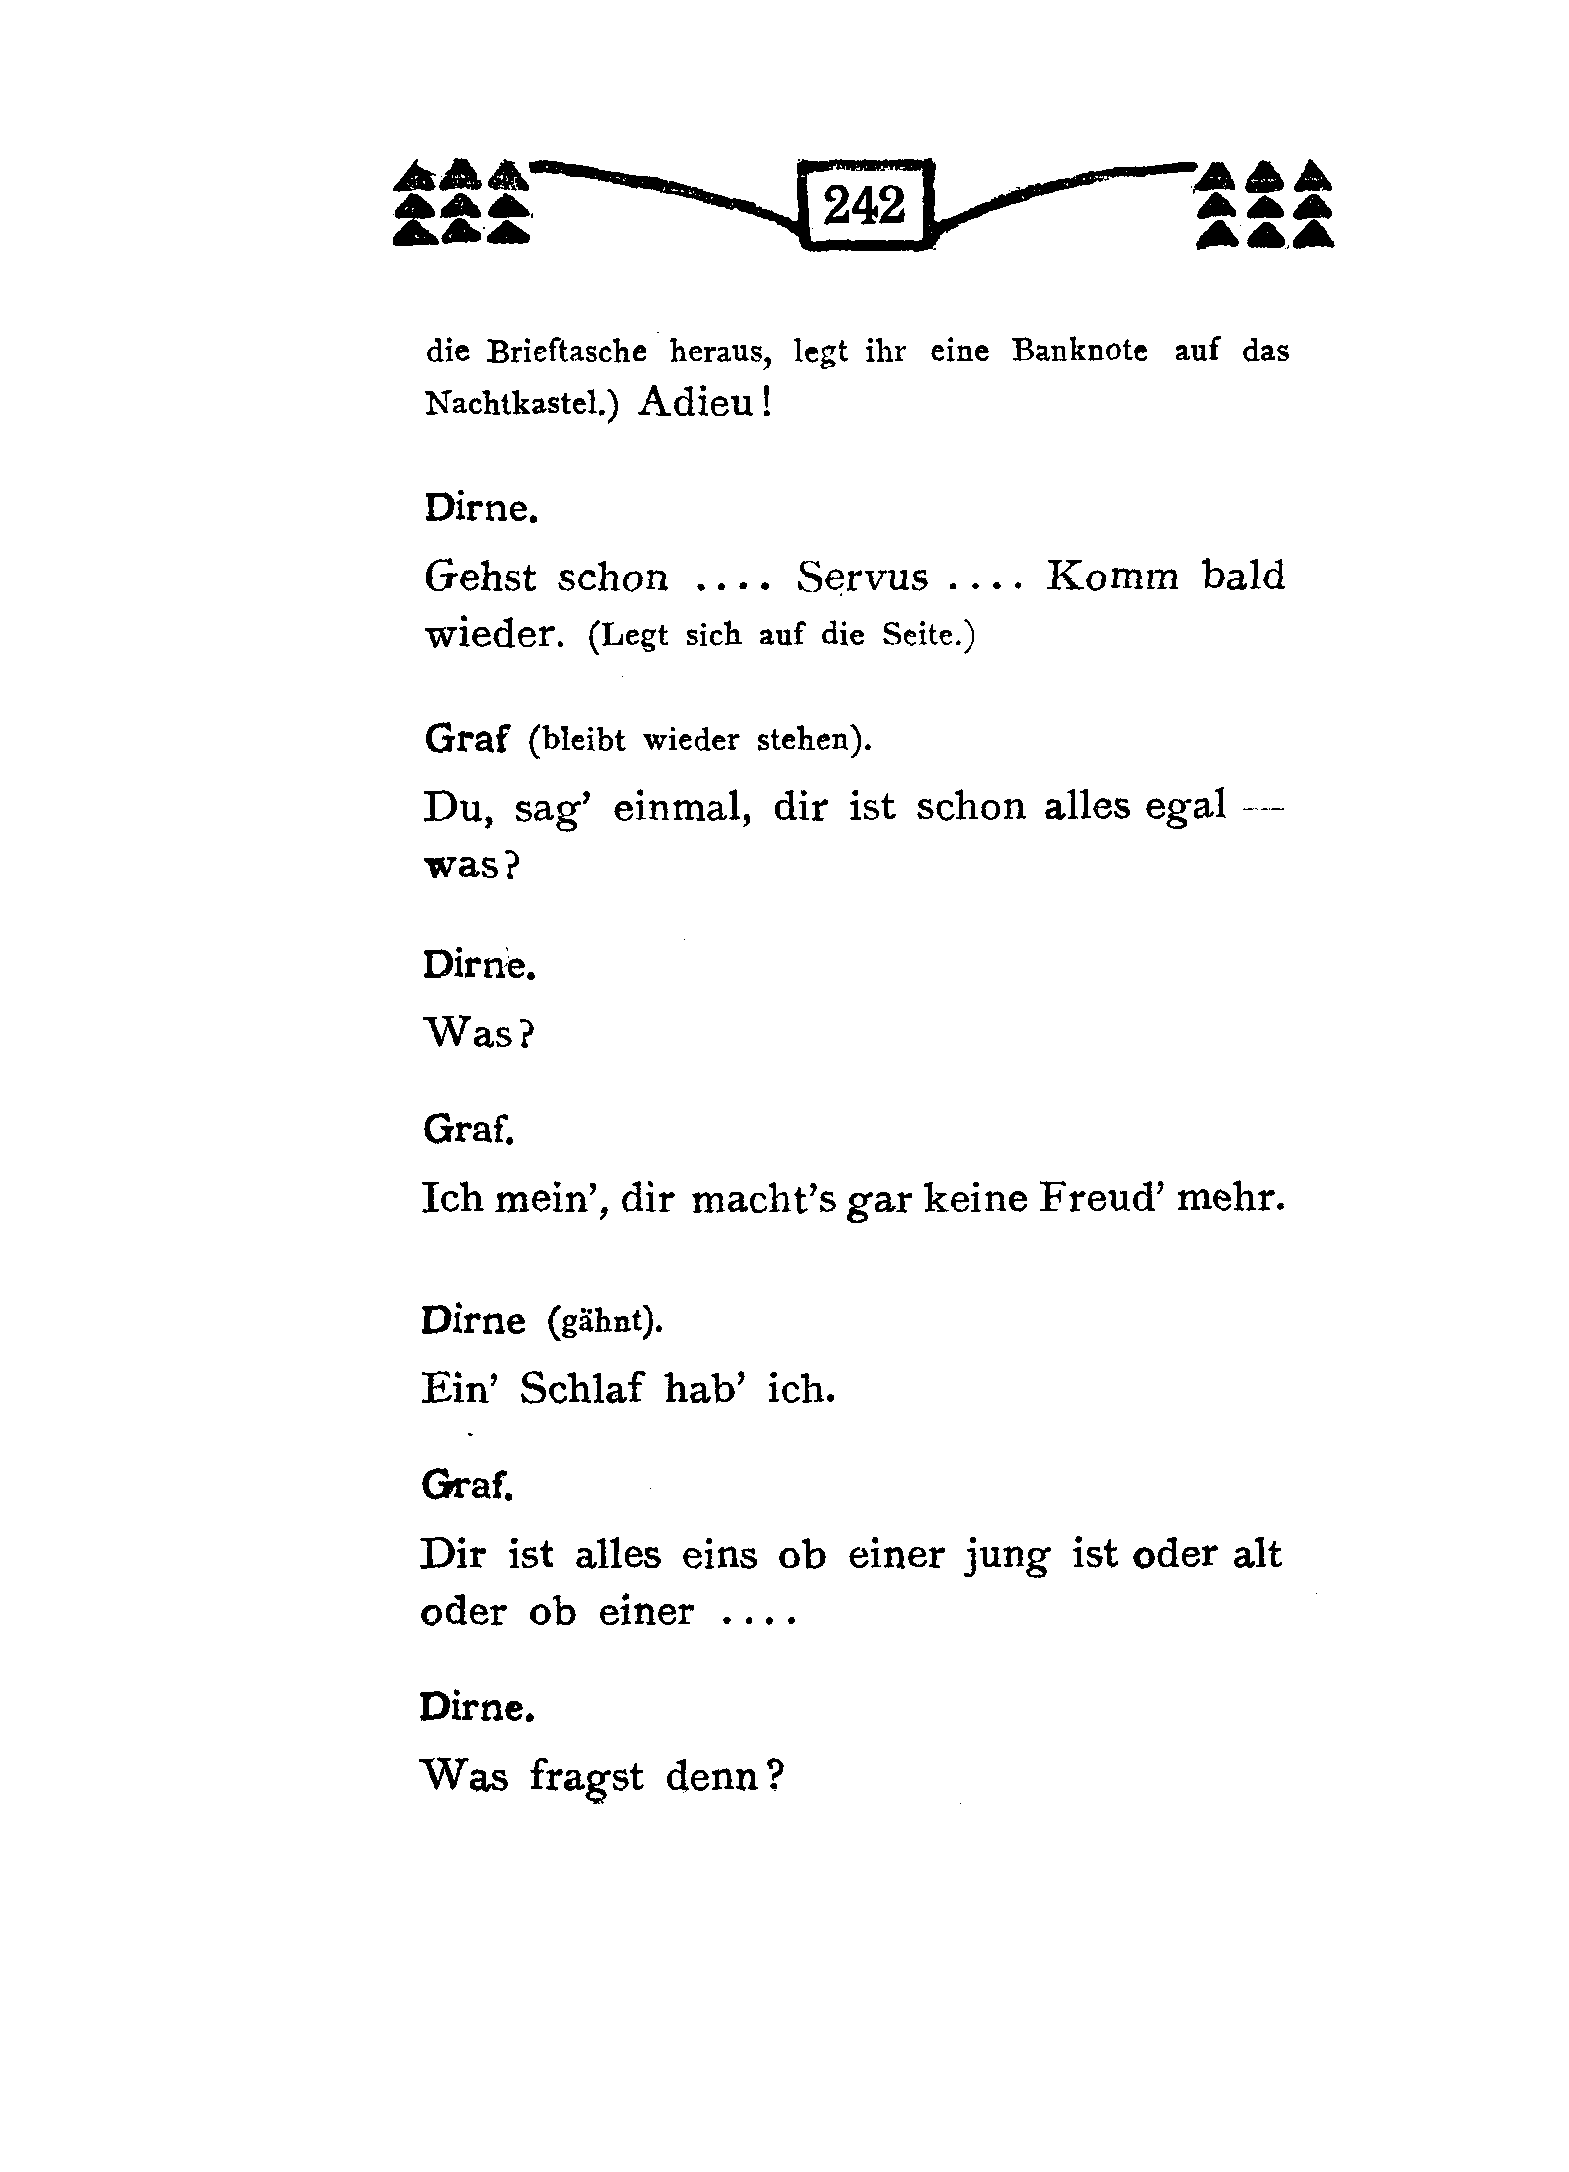 242
die Brieftasche heraus, legt ihr eine Banknote auf das
Nachtkastel.) Adieu!
Dirne.
Gehst schon .... Servus .... Komm bald
wieder. (Legt sich auf die Seite.)
Graf (bleibt wieder stehen).
Du, sag’ einmal, dir ist schon alles egal —
was?
Dirne.
Was?
Graf.
Ich mein’, dir macht’s gar keine Freud’ mehr.
Dirne (gähnt).
Ein’ Schlaf hab’ ich.
Graf.
Dir ist alles eins ob einer jung ist oder alt
oder ob einer ....
Dirne.
Was fragst denn?